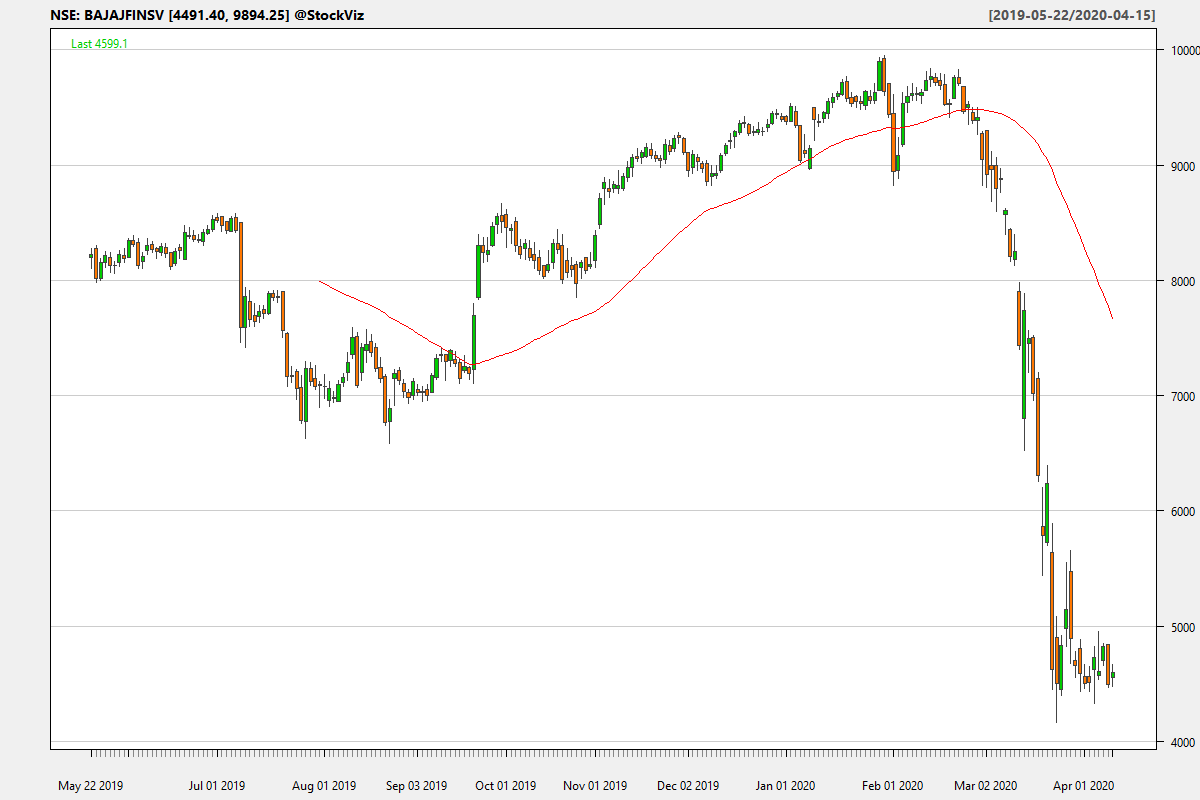 NSE: BAJAJFINSV [4491.40, 9894.25] @StockViz [2019-05-22/2020-04-15]
Last 4599.1
10000
9000
8000
7000
6000
5000
4000
May 22 2019 Jul 01 2019 Aug 01 2019 Sep 03 2019 Oct 01 2019 Nov 01 2019 Dec 02 2019 Jan 01 2020 Feb 01 2020 Mar 02 2020 Apr 01 2020